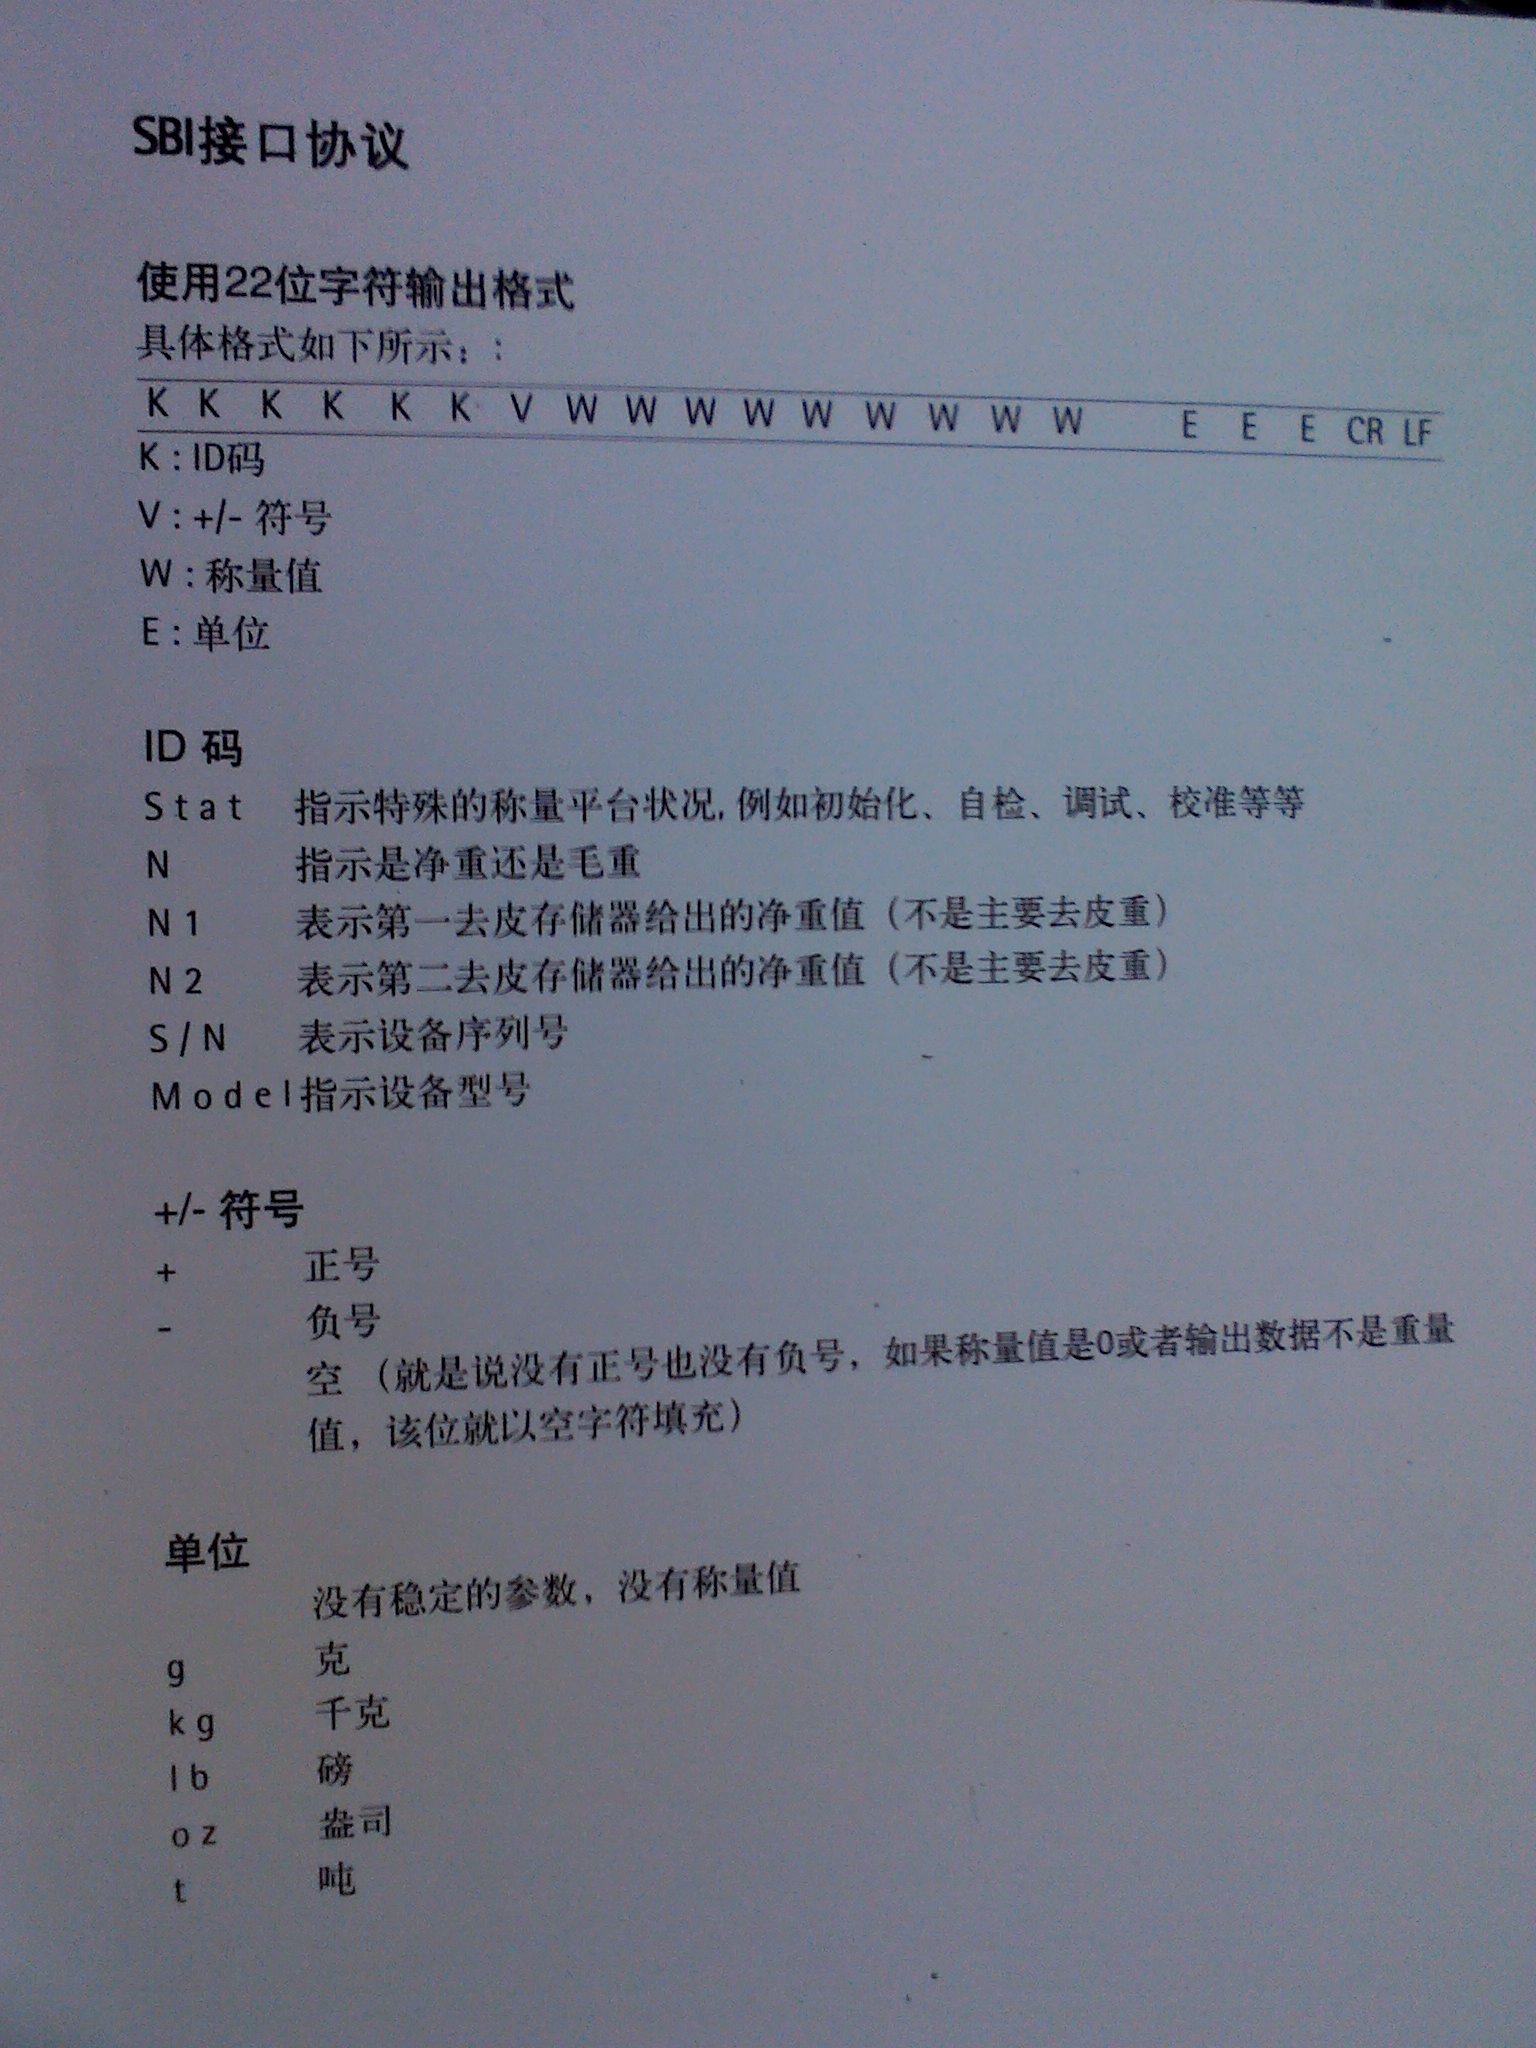 SBI接口协议
使用22位字符输出格式
具体格式如下所示：:
K K K K K K V W W W W W W W W W E E E CR LF
K : ID码
V : +/- 符号
W : 称量值
E : 单位
ID 码
Stat 指示特殊的称量平台状况, 例如初始化、自检、调试、校准等等
N 指示是净重还是毛重
N1 表示第一去皮存储器给出的净重值（不是主要去皮重）
N2 表示第二去皮存储器给出的净重值（不是主要去皮重）
S/N 表示设备序列号
Model 指示设备型号
+/- 符号
+ 正号
- 负号
空 （就是说没有正号也没有负号，如果称量值是0或者输出数据不是重量
值，该位就以空字符填充）
单位
没有稳定的参数，没有称量值
g 克
kg 千克
lb 磅
oz 盎司
t 吨